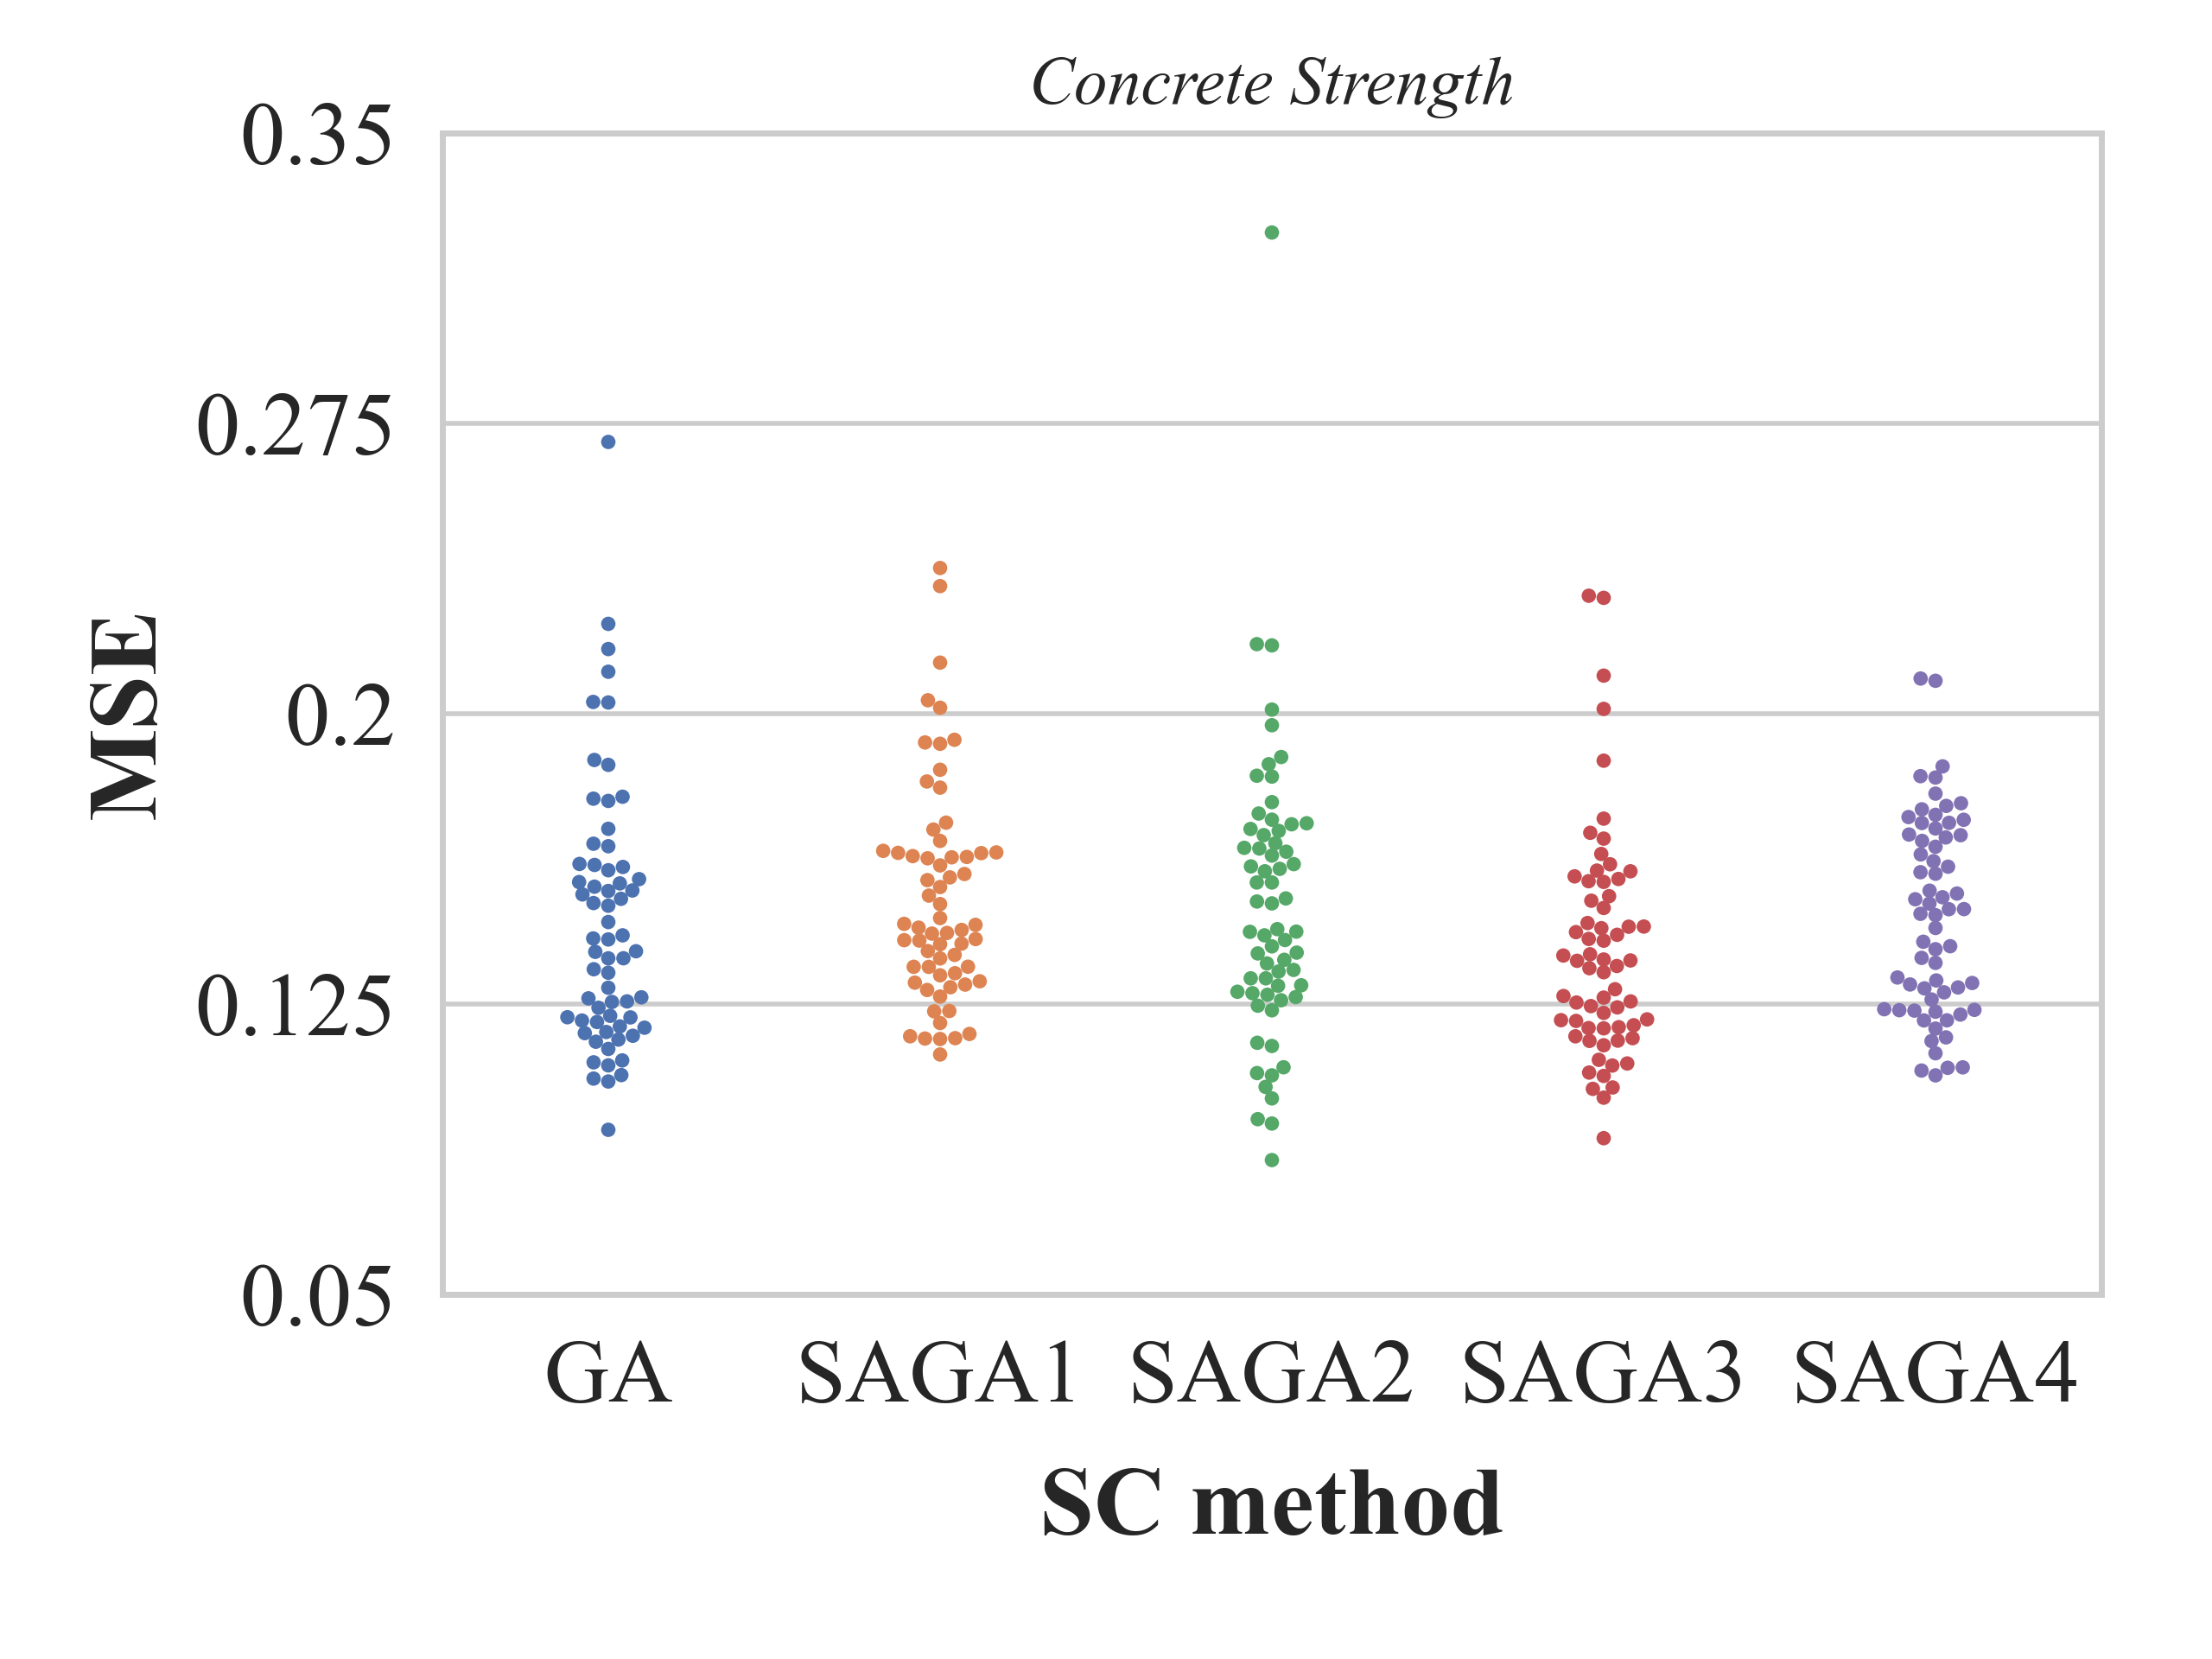 Concrete Strength
0.35
0.275
0.2
0.125
0.05
MSE
GA SAGA1 SAGA2 SAGA3 SAGA4
SC method